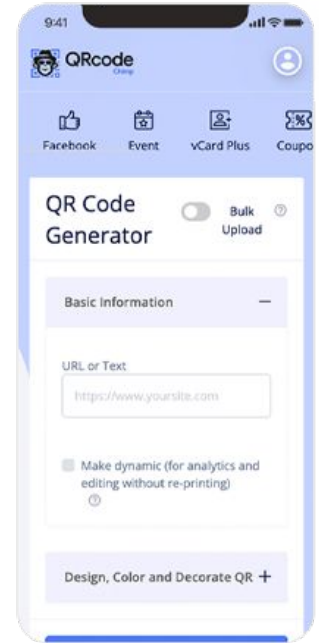 9:41
QRcode
Chimp
Facebook Event vCard Plus Coupo
QR Code
Generator
Bulk
Upload
Basic Information
URL or Text
https://www.yoursite.com
Make dynamic (for analytics and
editing without re-printing)
Design, Color and Decorate QR